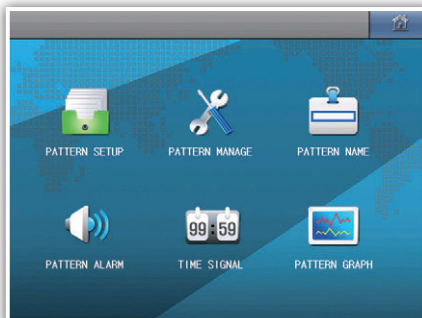 PATTERN SETUP
PATTERN MANAGE
PATTERN NAME
99:59
PATTERN ALARM
TIME SIGNAL
PATTERN GRAPH